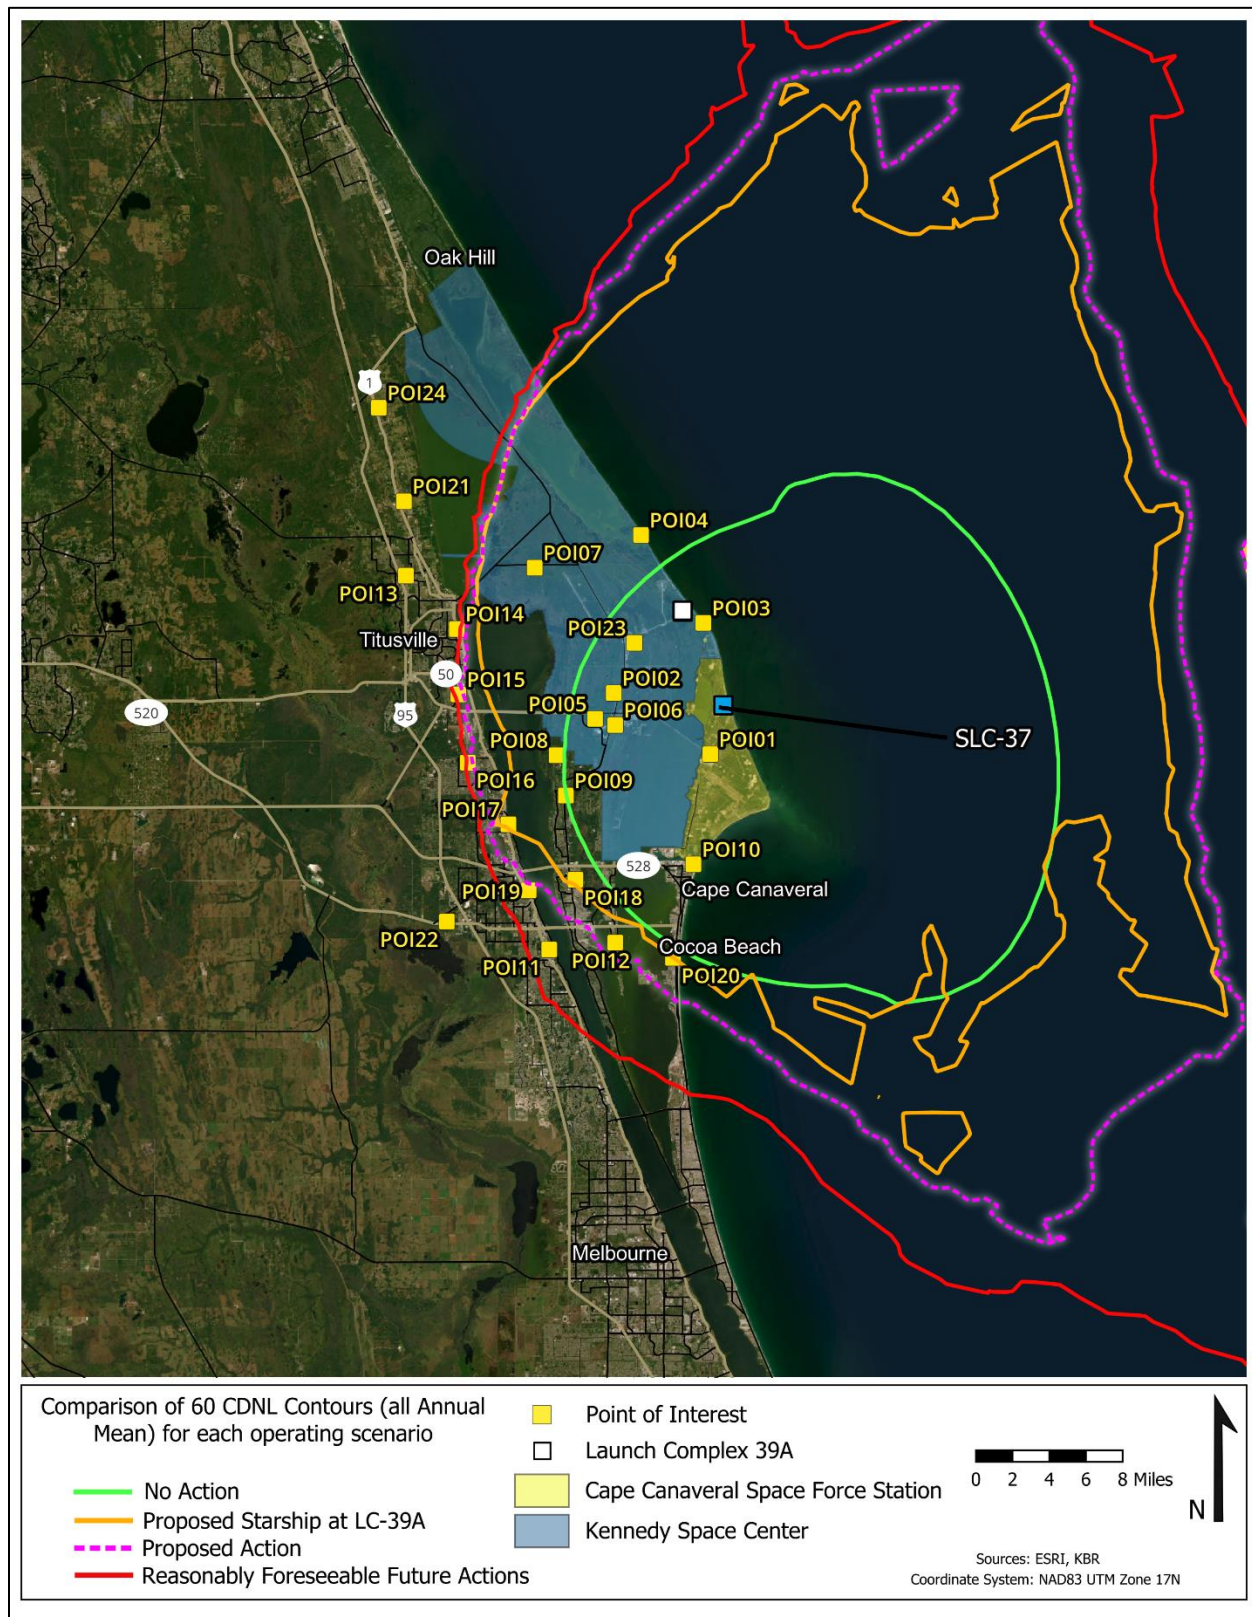 Oak Hill
1
POI24
POI21
POI04
POI07
POI13
POI03
POI14
POI23
Titusville
50
POI15
POI02
520
95
POI05
POI06
SLC-37
POI08
POI01
POI16
POI09
POI17
528
POI10
POI19
POI18
Cape Canaveral
POI22
POI11
POI12
Cocoa Beach
POI20
Melbourne
Comparison of 60 CDNL Contours (all Annual
Mean) for each operating scenario
No Action
Proposed Starship at LC-39A
Proposed Action
Reasonably Foreseeable Future Actions
Point of Interest
Launch Complex 39A
Cape Canaveral Space Force Station
Kennedy Space Center
0 2 4 6 8 Miles
N
Sources: ESRI, KBR
Coordinate System: NAD83 UTM Zone 17N